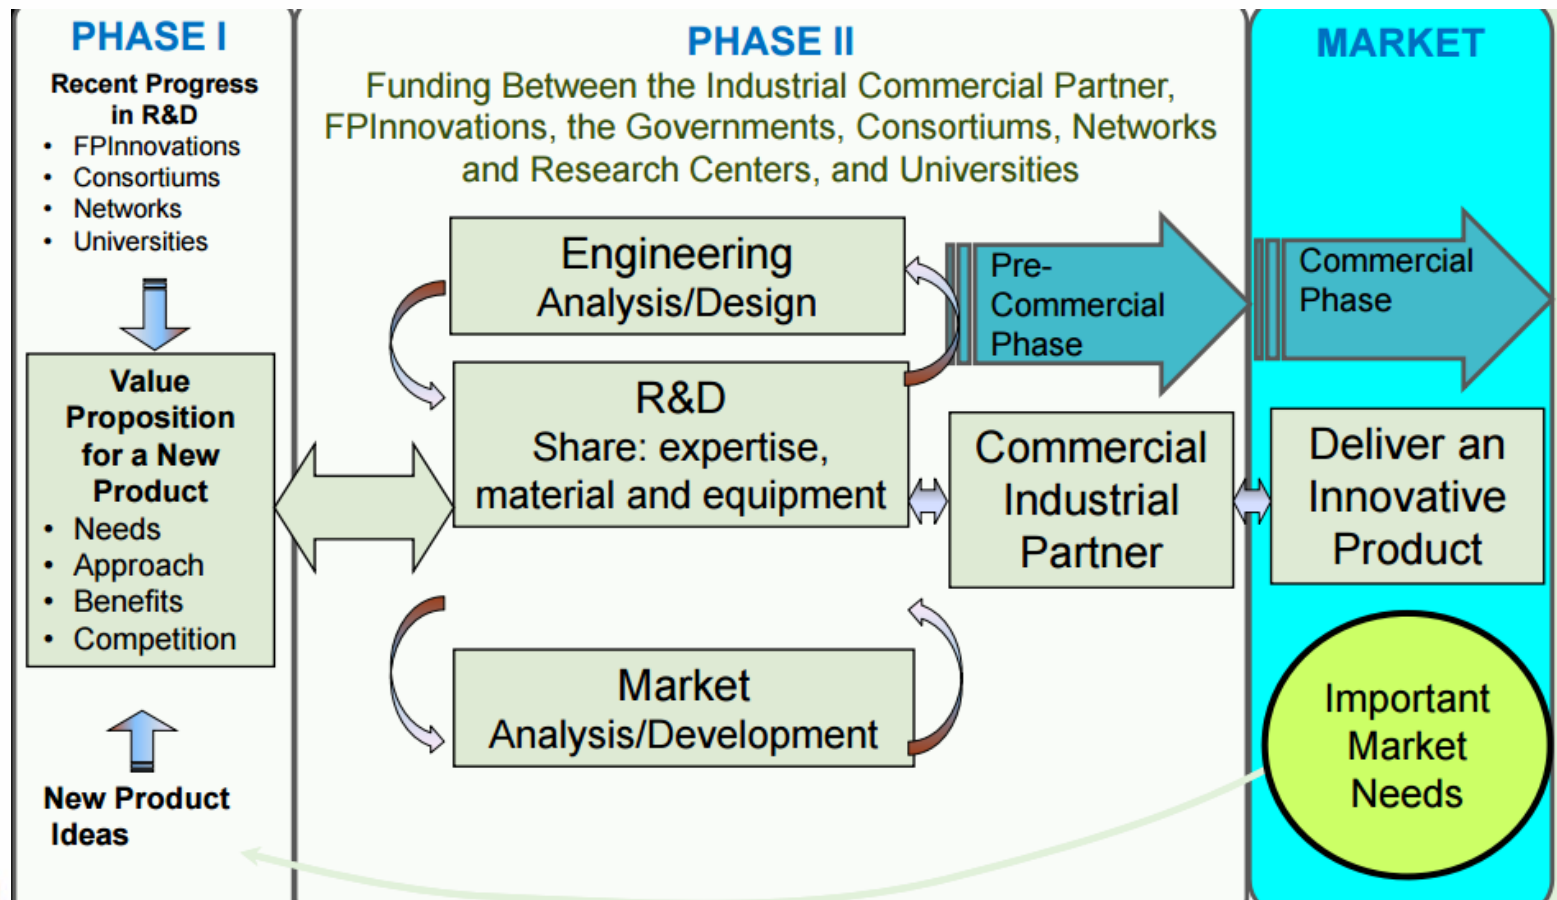 PHASE I
Recent Progress
in R&D
• FPInnovations
• Consortiums
• Networks
• Universities
Value
Proposition
for a New
Product
• Needs
• Approach
• Benefits
• Competition
New Product
Ideas
PHASE II
Funding Between the Industrial Commercial Partner,
FPInnovations, the Governments, Consortiums, Networks
and Research Centers, and Universities
Engineering
Analysis/Design
R&D
Share: expertise,
material and equipment
Market
Analysis/Development
Pre-
Commercial
Phase
Commercial
Industrial
Partner
MARKET
Commercial
Phase
Deliver an
Innovative
Product
Important
Market
Needs